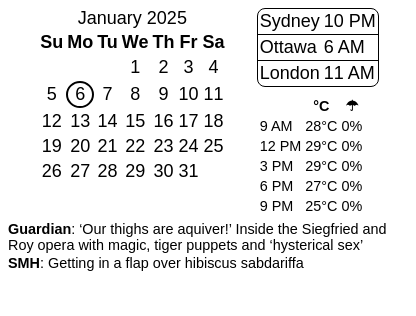 January 2025
Su Mo Tu We Th Fr Sa
1 2 3 4
5 6 7 8 9 10 11
12 13 14 15 16 17 18
19 20 21 22 23 24 25
26 27 28 29 30 31
Sydney 10 PM
Ottawa 6 AM
London 11 AM
°C ☂
9 AM 28°C 0%
12 PM 29°C 0%
3 PM 29°C 0%
6 PM 27°C 0%
9 PM 25°C 0%
Guardian: ‘Our thighs are aquiver!’ Inside the Siegfried and
Roy opera with magic, tiger puppets and ‘hysterical sex’
SMH: Getting in a flap over hibiscus sabdariffa